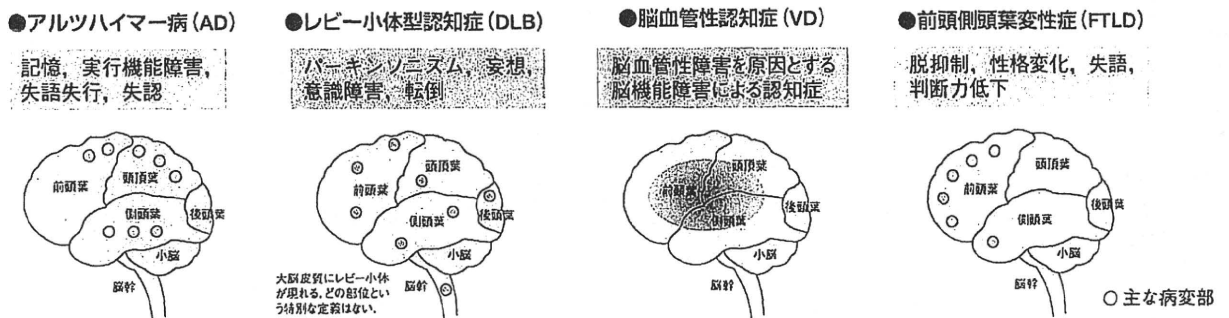 ●アルツハイマー病(AD)
記憶，実行機能障害，
失語失行，失認
前頭葉
頭頂葉
側頭葉
後頭葉
小脳
脳幹
●レビー小体型認知症(DLB)
パーキンソニズム，妄想，
意識障害，転倒
前頭葉
頭頂葉
側頭葉
後頭葉
小脳
脳幹
大脳皮質にレビー小体
が現れる。どの部位とい
う特別な定義はない。
●脳血管性認知症(VD)
脳血管性障害を原因とする
脳機能障害による認知症
前頭葉
頭頂葉
側頭葉
後頭葉
小脳
脳幹
●前頭側頭葉変性症(FTLD)
脱抑制，性格変化，失語，
判断力低下
前頭葉
頭頂葉
側頭葉
後頭葉
小脳
脳幹
○主な病変部